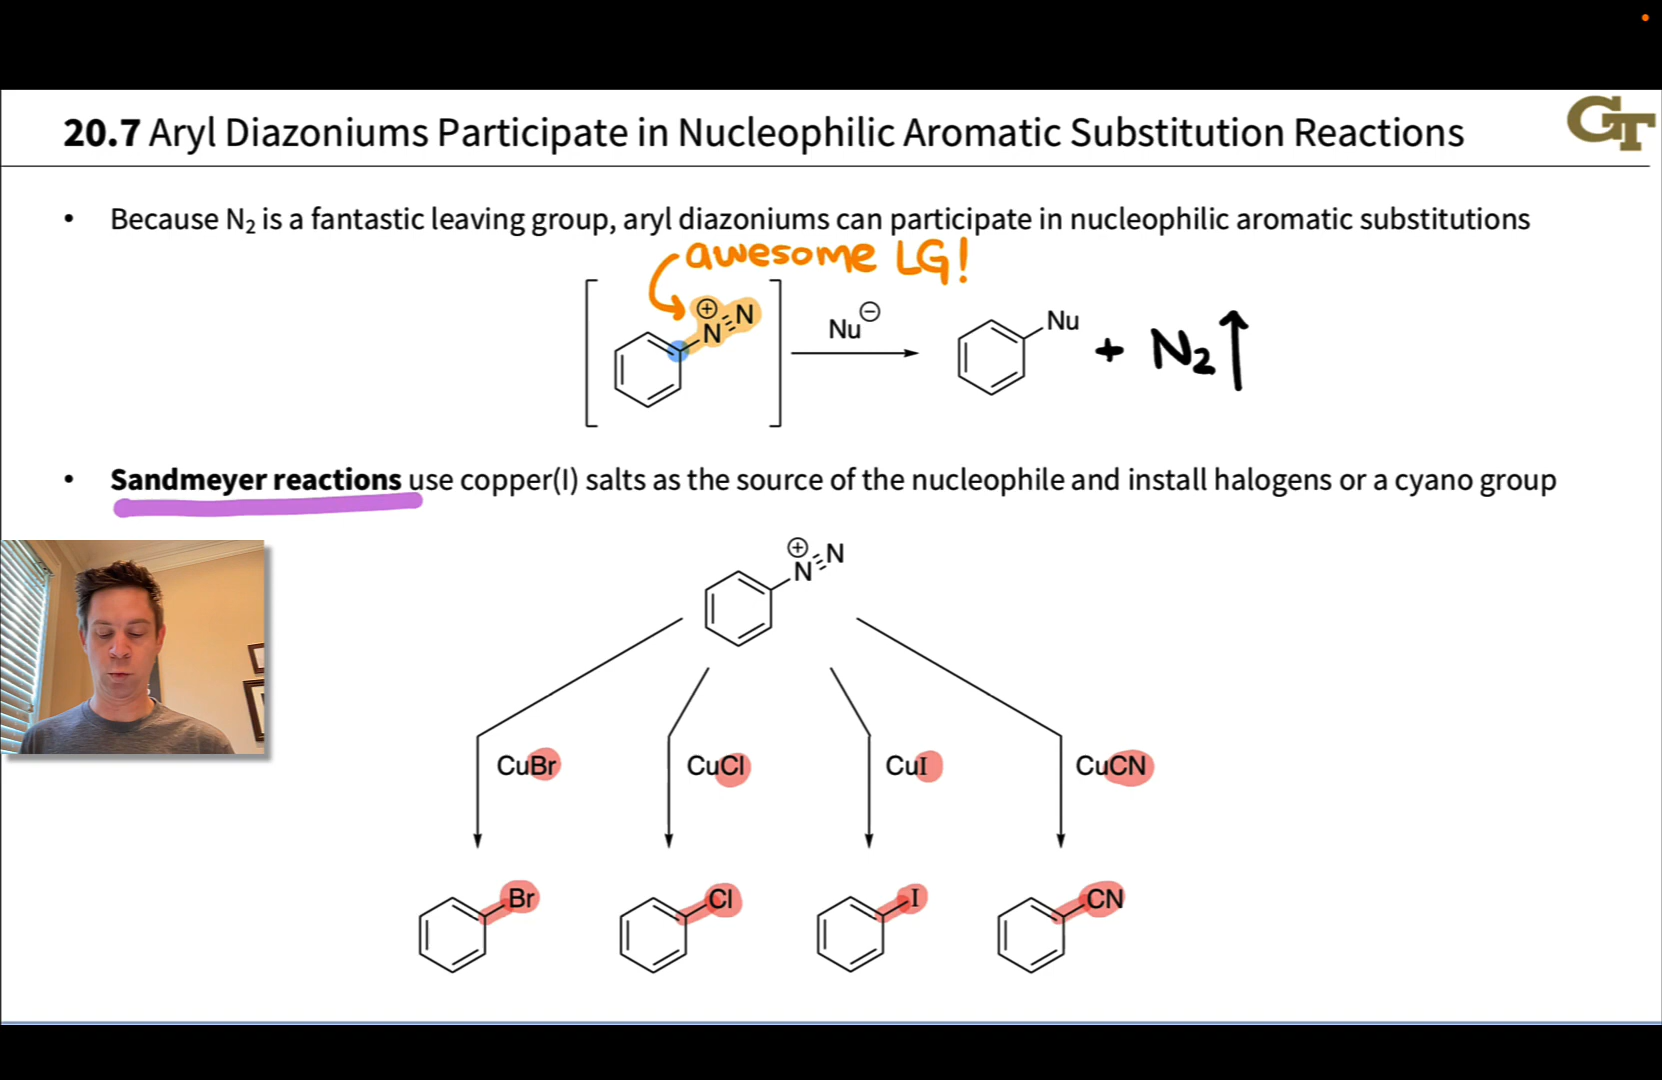 20.7 Aryl Diazoniums Participate in Nucleophilic Aromatic Substitution Reactions
GT
• Because N₂ is a fantastic leaving group, aryl diazoniums can participate in nucleophilic aromatic substitutions
awesome LG!
⊕
N≡N
Nu⊖
Nu
+ N₂↑
• Sandmeyer reactions use copper(I) salts as the source of the nucleophile and install halogens or a cyano group
⊕
N≡N
CuBr CuCl CuI CuCN
Br Cl I CN